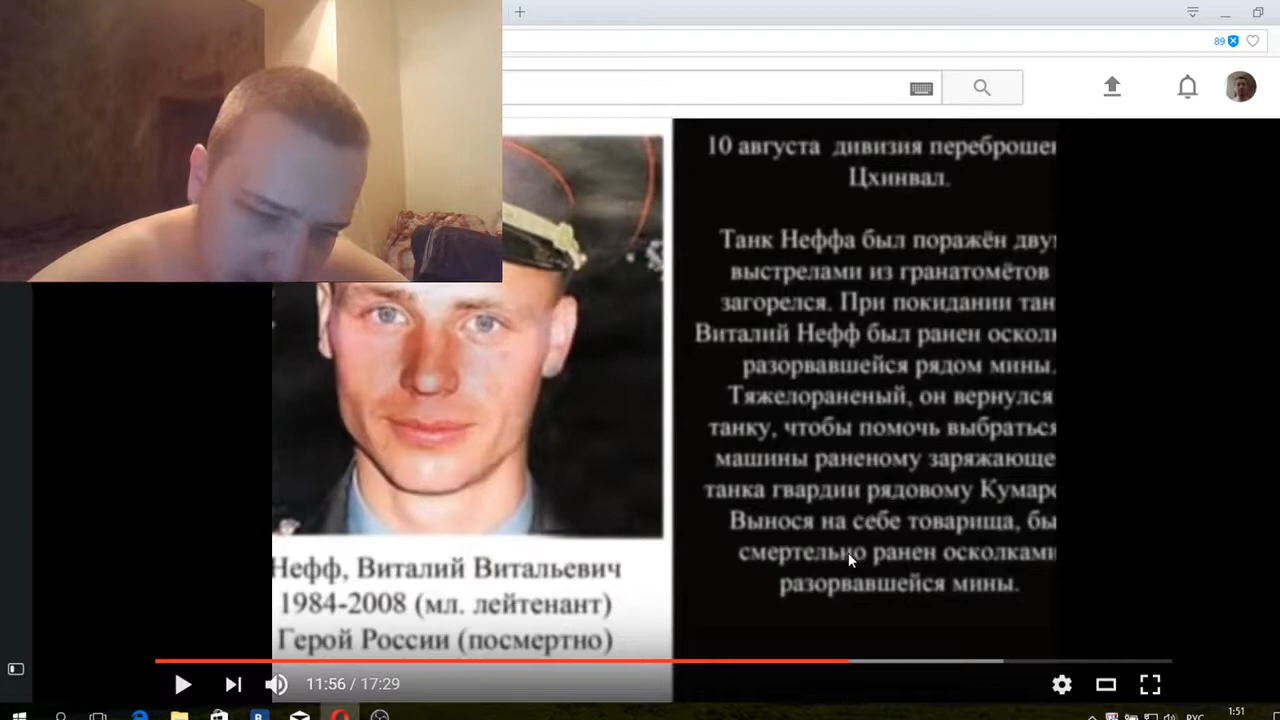 89
10 августа дивизия переброшен
Цхинвал.
Танк Неффа был поражён двум
выстрелами из гранатомётов
загорелся. При покидании тан
Виталий Нефф был ранен оскол
разорвавшейся рядом мины.
Тяжелораненый, он вернулся
танку, чтобы помочь выбраться
машины раненому заряжающе
танка гвардии рядовому Кумаро
Вынося на себе товарища, бы
смертельно ранен осколками
разорвавшейся мины.
Нефф, Виталий Витальевич
1984-2008 (мл. лейтенант)
Герой России (посмертно)
11:56 / 17:29
РУС
1:51